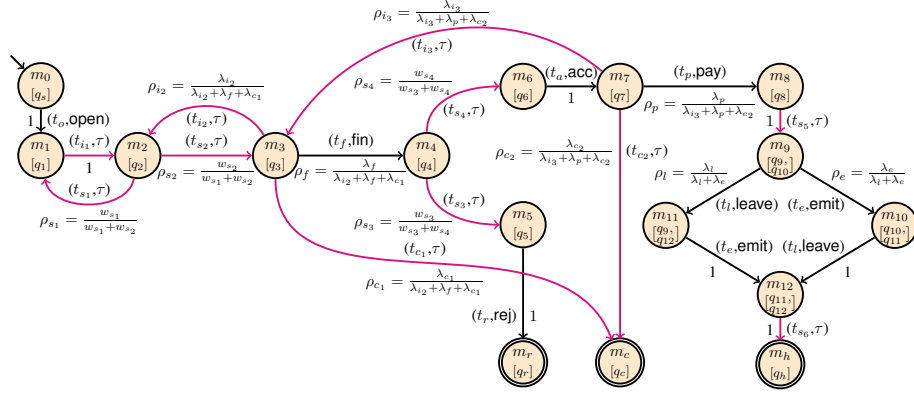 ρ_{i_3} = λ_{i_3} / (λ_{i_3}+λ_p+λ_{c_2})
(t_{i_3},τ)
m_0
[q_s]
ρ_{i_2} = λ_{i_2} / (λ_{i_2}+λ_f+λ_{c_1})
ρ_{s_4} = w_{s_4} / (w_{s_3}+w_{s_4})
m_6
[q_6]
(t_a,acc)
1
m_7
[q_7]
(t_p,pay)
ρ_p = λ_p / (λ_{i_3}+λ_p+λ_{c_2})
m_8
[q_8]
1
(t_o,open)
(t_{i_2},τ)
(t_{s_4},τ)
1
(t_{s_5},τ)
m_1
[q_1]
(t_{i_1},τ)
1
m_2
[q_2]
(t_{s_2},τ)
ρ_{s_2} = w_{s_2} / (w_{s_1}+w_{s_2})
m_3
[q_3]
(t_f,fin)
ρ_f = λ_f / (λ_{i_2}+λ_f+λ_{c_1})
m_4
[q_4]
ρ_{c_2} = λ_{c_2} / (λ_{i_3}+λ_p+λ_{c_2})
(t_{c_2},τ)
m_9
[q_9,
q_10]
(t_{s_1},τ)
ρ_{s_1} = w_{s_1} / (w_{s_1}+w_{s_2})
(t_{s_3},τ)
ρ_{s_3} = w_{s_3} / (w_{s_3}+w_{s_4})
m_5
[q_5]
ρ_l = λ_l / (λ_l+λ_e)
ρ_e = λ_e / (λ_l+λ_e)
(t_l,leave)
(t_e,emit)
m_11
[q_9,
q_12]
m_10
[q_10,
q_11]
(t_{c_1},τ)
ρ_{c_1} = λ_{c_1} / (λ_{i_2}+λ_f+λ_{c_1})
(t_e,emit)
(t_l,leave)
1
1
m_12
[q_11,
q_12]
(t_r,rej)
1
1
(t_{s_6},τ)
m_r
[q_r]
m_c
[q_c]
m_h
[q_h]